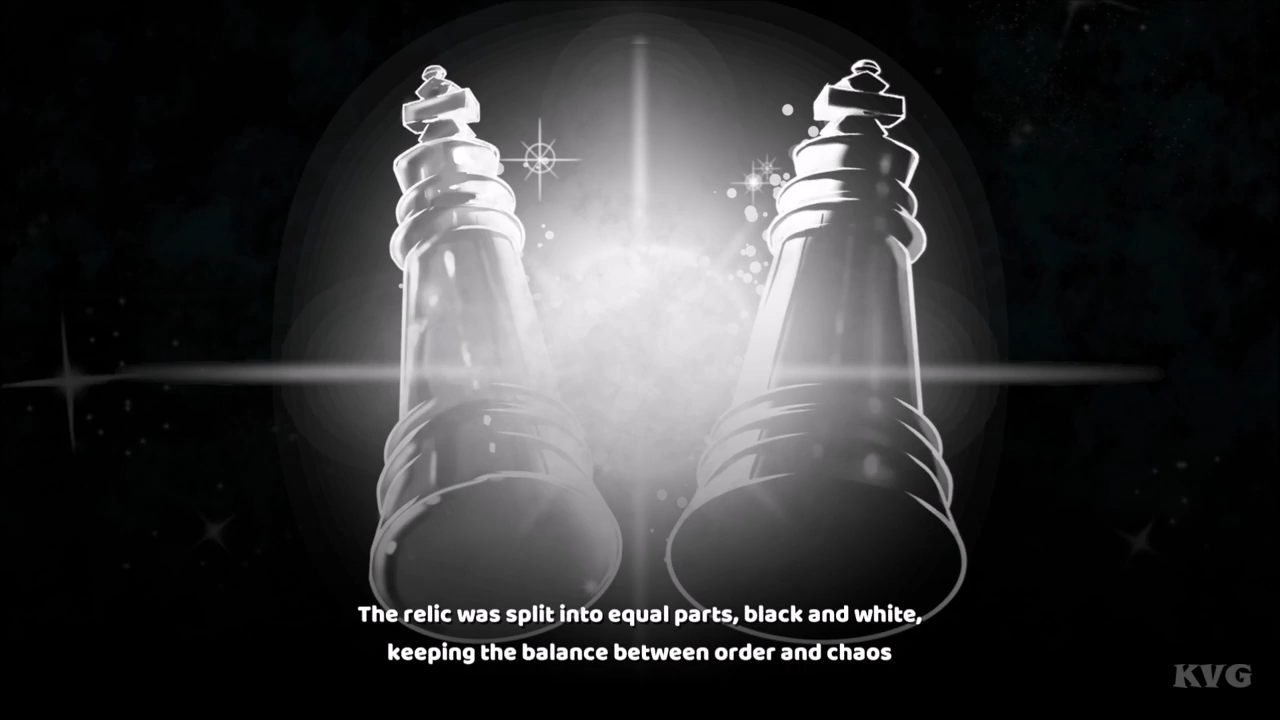 The relic was split into equal parts, black and white,
keeping the balance between order and chaos
KVG